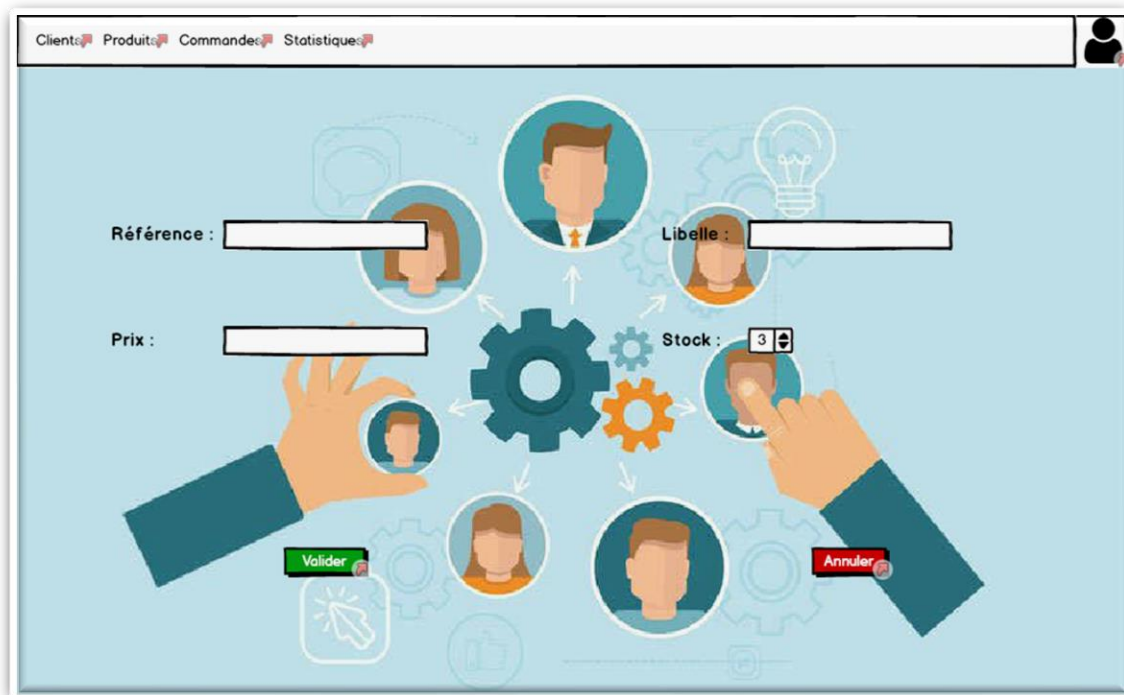 Clients Produits Commandes Statistiques
Référence : Libelle :
Prix : Stock : 3
Valider Annuler